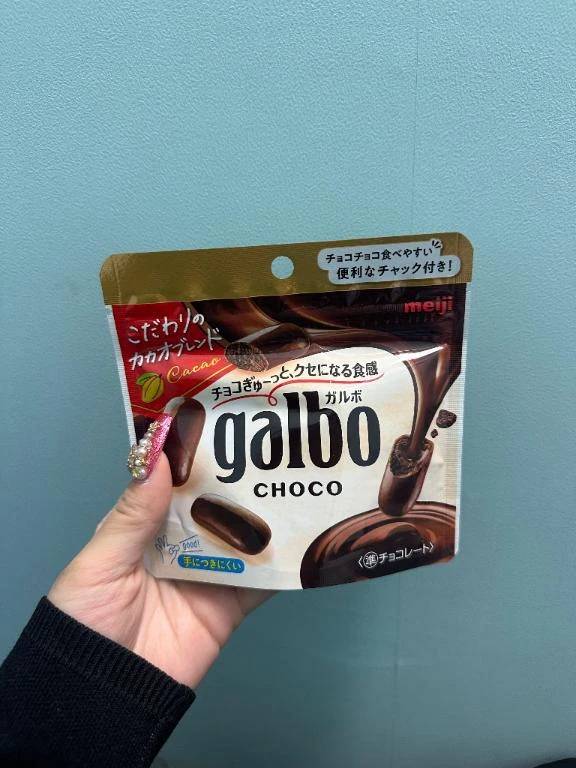 チョコチョコ食べやすい
便利なチャック付き!
meiji
こだわりの
カカオブレンド
Cacao
チョコぎゅーっと、クセになる食感
ガルボ
galbo
CHOCO
good!
手につきにくい
〈準チョコレート〉